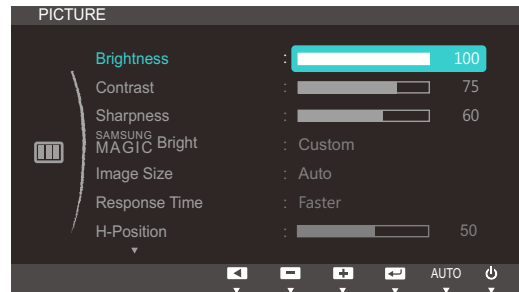 PICTURE
Brightness : 100
Contrast : 75
Sharpness : 60
SAMSUNG MAGIC Bright : Custom
Image Size : Auto
Response Time : Faster
H-Position : 50
AUTO